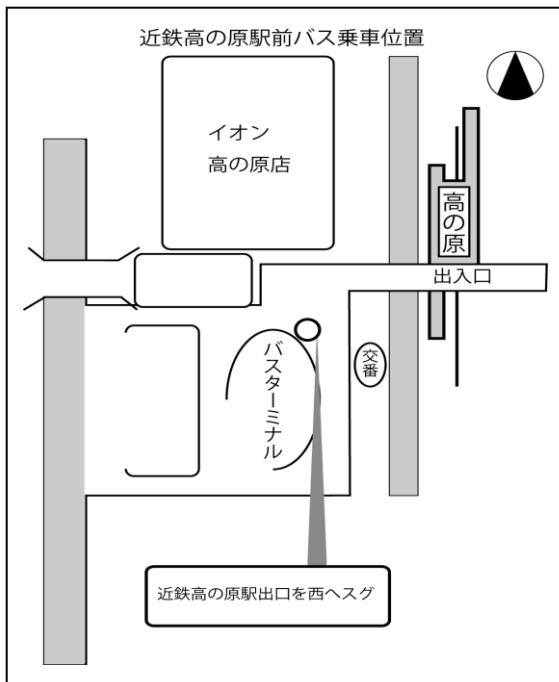 近鉄高の原駅前バス乗車位置
イオン
高の原店
高の原
出入口
交番
バスターミナル
近鉄高の原駅出口を西へスグ